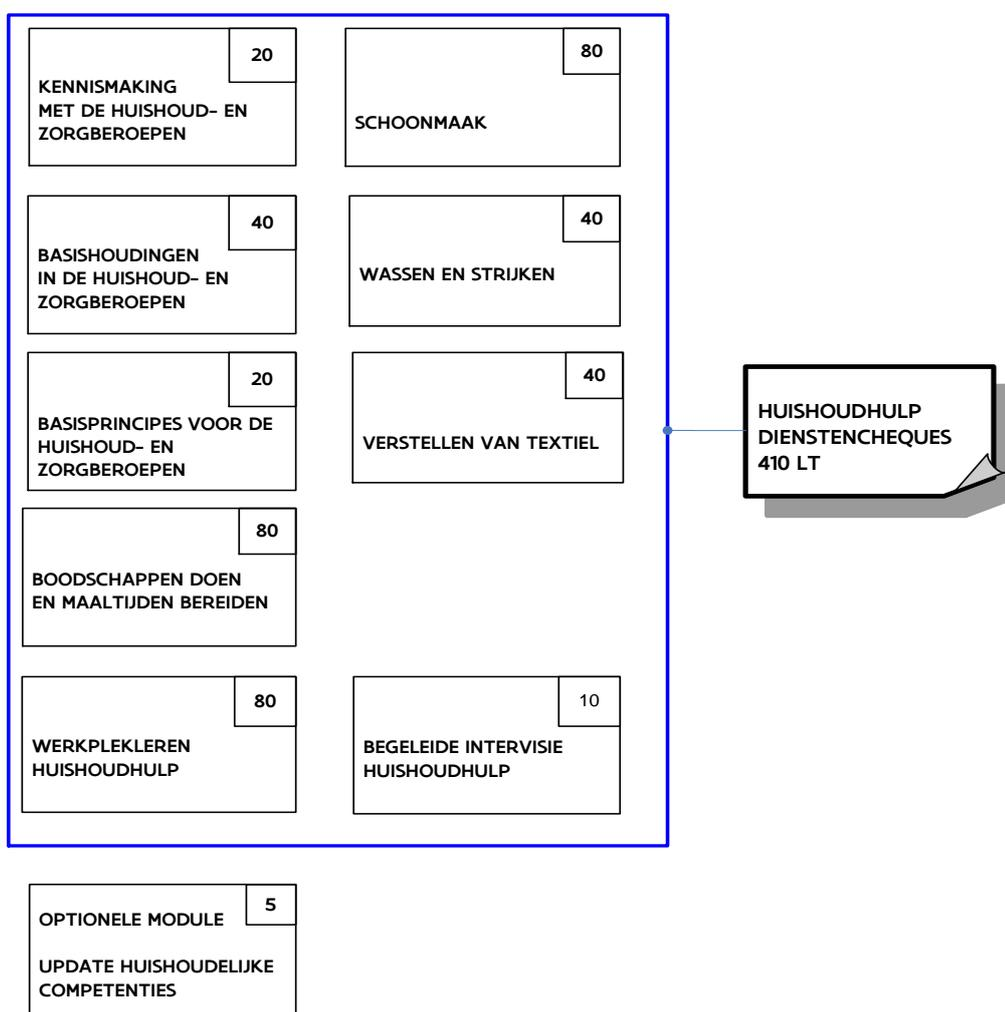 20
KENNISMAKING
MET DE HUISHOUD- EN
ZORGBEROEPEN
80
SCHOONMAAK
40
BASISHOUDINGEN
IN DE HUISHOUD- EN
ZORGBEROEPEN
40
WASSEN EN STRIJKEN
20
BASISPRINCIPES VOOR DE
HUISHOUD- EN
ZORGBEROEPEN
40
VERSTELLEN VAN TEXTIEL
HUISHOUDHULP
DIENSTENCHEQUES
410 LT
80
BOODSCHAPPEN DOEN
EN MAALTIJDEN BEREIDEN
80
WERKPLEKLEREN
HUISHOUDHULP
10
BEGELEIDE INTERVISIE
HUISHOUDHULP
5
OPTIONELE MODULE
UPDATE HUISHOUDELIJKE
COMPETENTIES